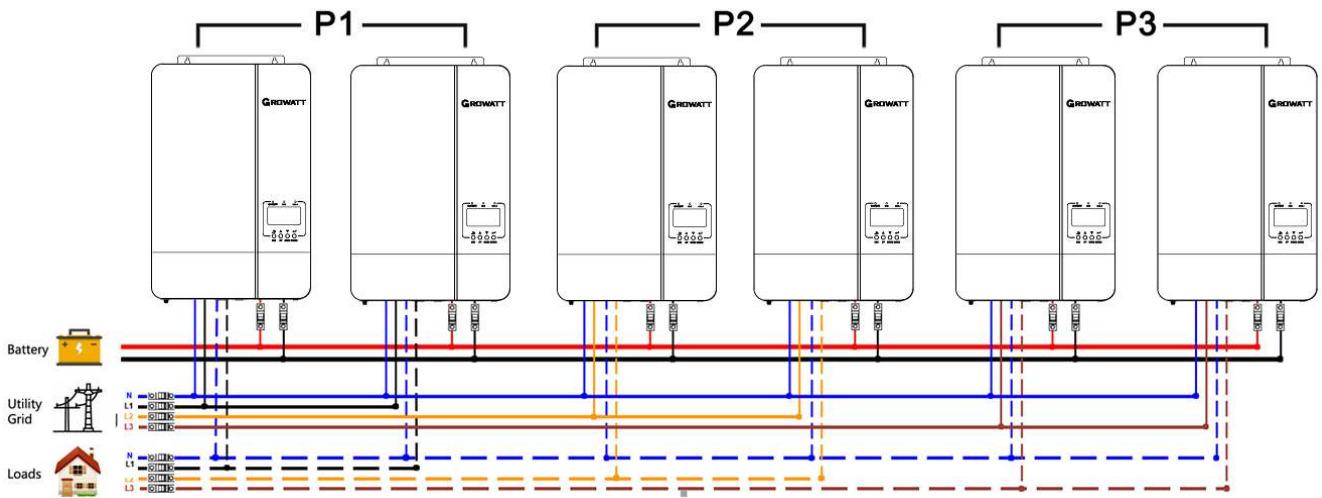 P1 P2 P3
GROWATT GROWATT GROWATT GROWATT GROWATT GROWATT
Battery
Utility
Grid
N
L1
L2
L3
Loads
N
L1
L2
L3